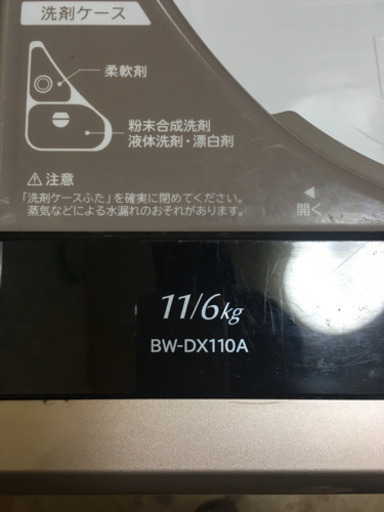 洗剤ケース
柔軟剤
粉末合成洗剤
液体洗剤・漂白剤
⚠注意
「洗剤ケースふた」を確実に閉めてください。
蒸気などによる水漏れのおそれがあります。
◀
開く
11/6kg
BW-DX110A